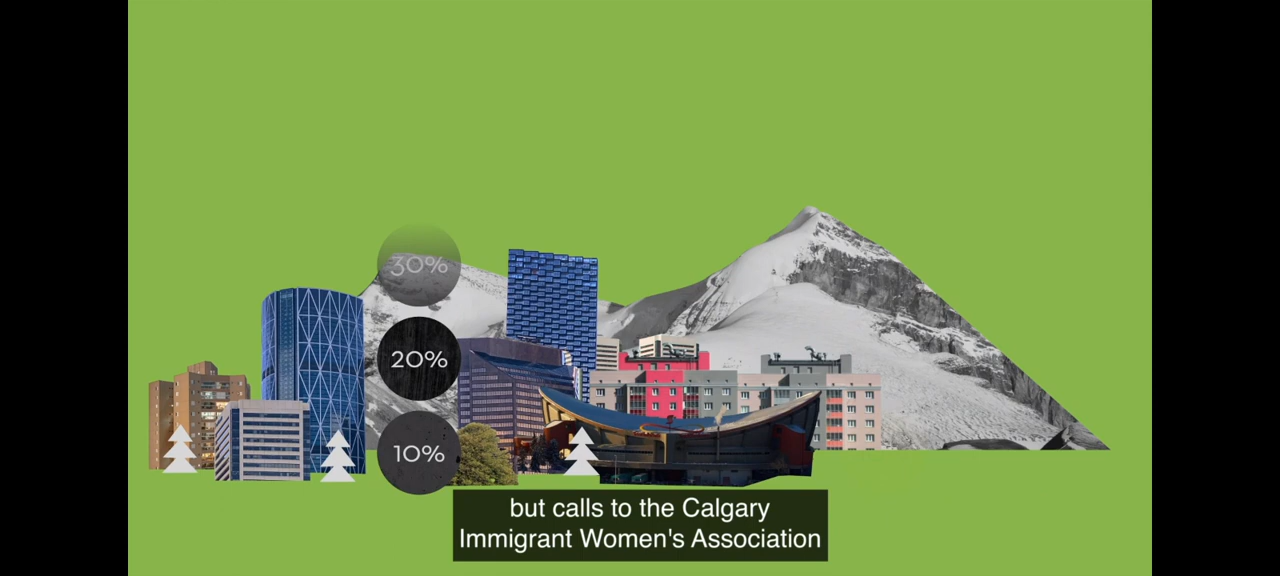 30%
20%
10%
but calls to the Calgary
Immigrant Women's Association